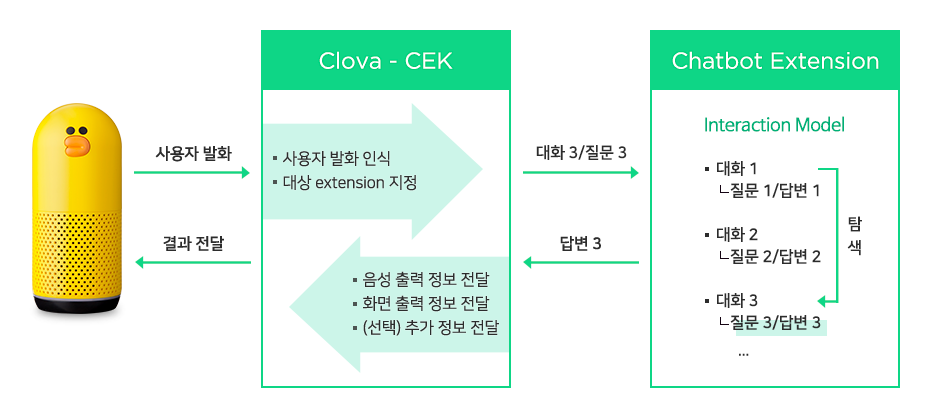 Clova - CEK
Chatbot Extension
사용자 발화
결과 전달
▪ 사용자 발화 인식
▪ 대상 extension 지정
▪ 음성 출력 정보 전달
▪ 화면 출력 정보 전달
▪ (선택) 추가 정보 전달
대화 3/질문 3
답변 3
Interaction Model
▪ 대화 1
└질문 1/답변 1
▪ 대화 2
└질문 2/답변 2
▪ 대화 3
└질문 3/답변 3
...
탐
색